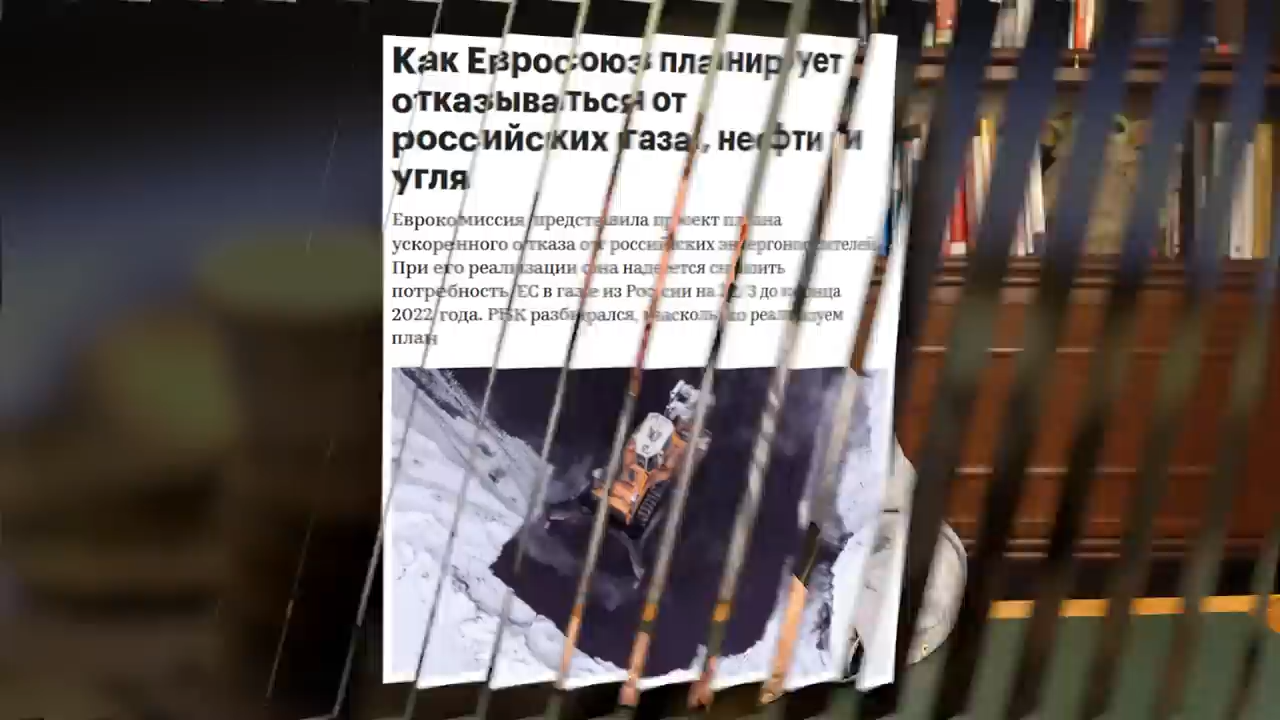 Как Евросоюз планирует
отказываться от
российских газа, нефти и
угля
Еврокомиссия представила проект плана
ускоренного отказа от российских энергоносителей.
При его реализации она надеется снизить
потребность ЕС в газе из России на 2/3 до конца
2022 года. РБК разбирался, насколько реализуем
план